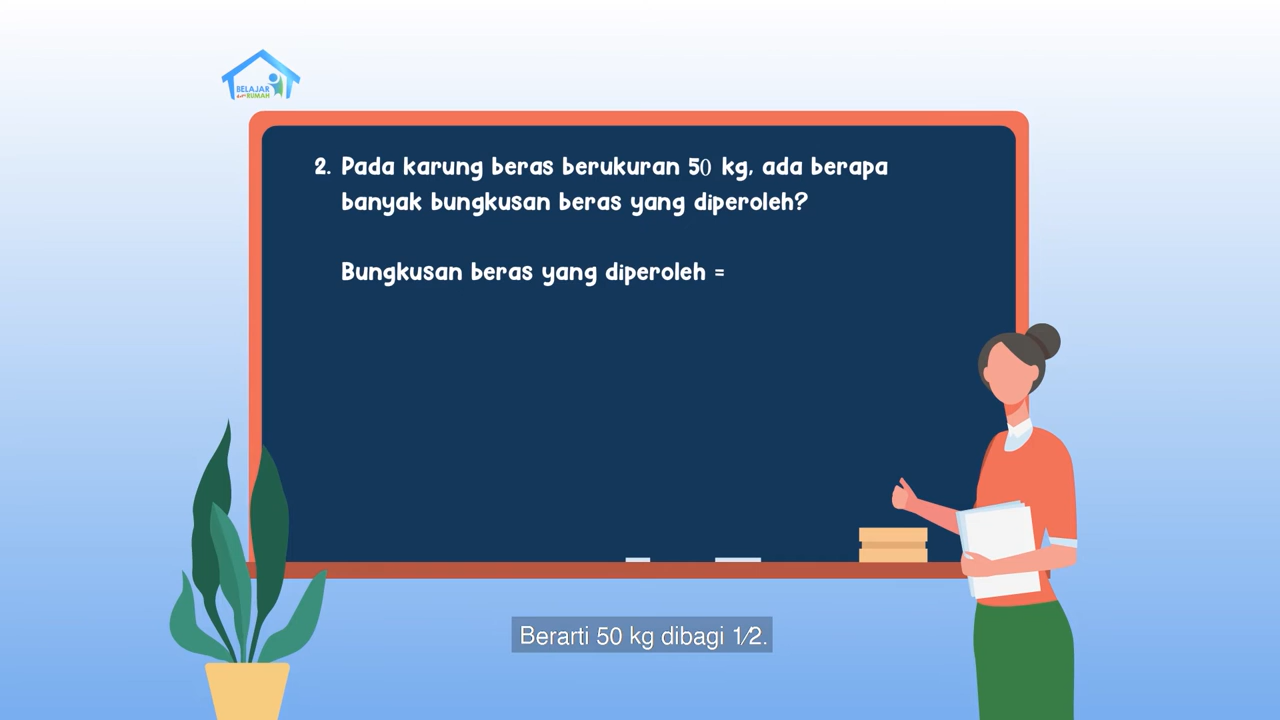 BELAJAR
dari RUMAH
2. Pada karung beras berukuran 50 kg, ada berapa
banyak bungkusan beras yang diperoleh?
Bungkusan beras yang diperoleh =
Berarti 50 kg dibagi 1⁄2.